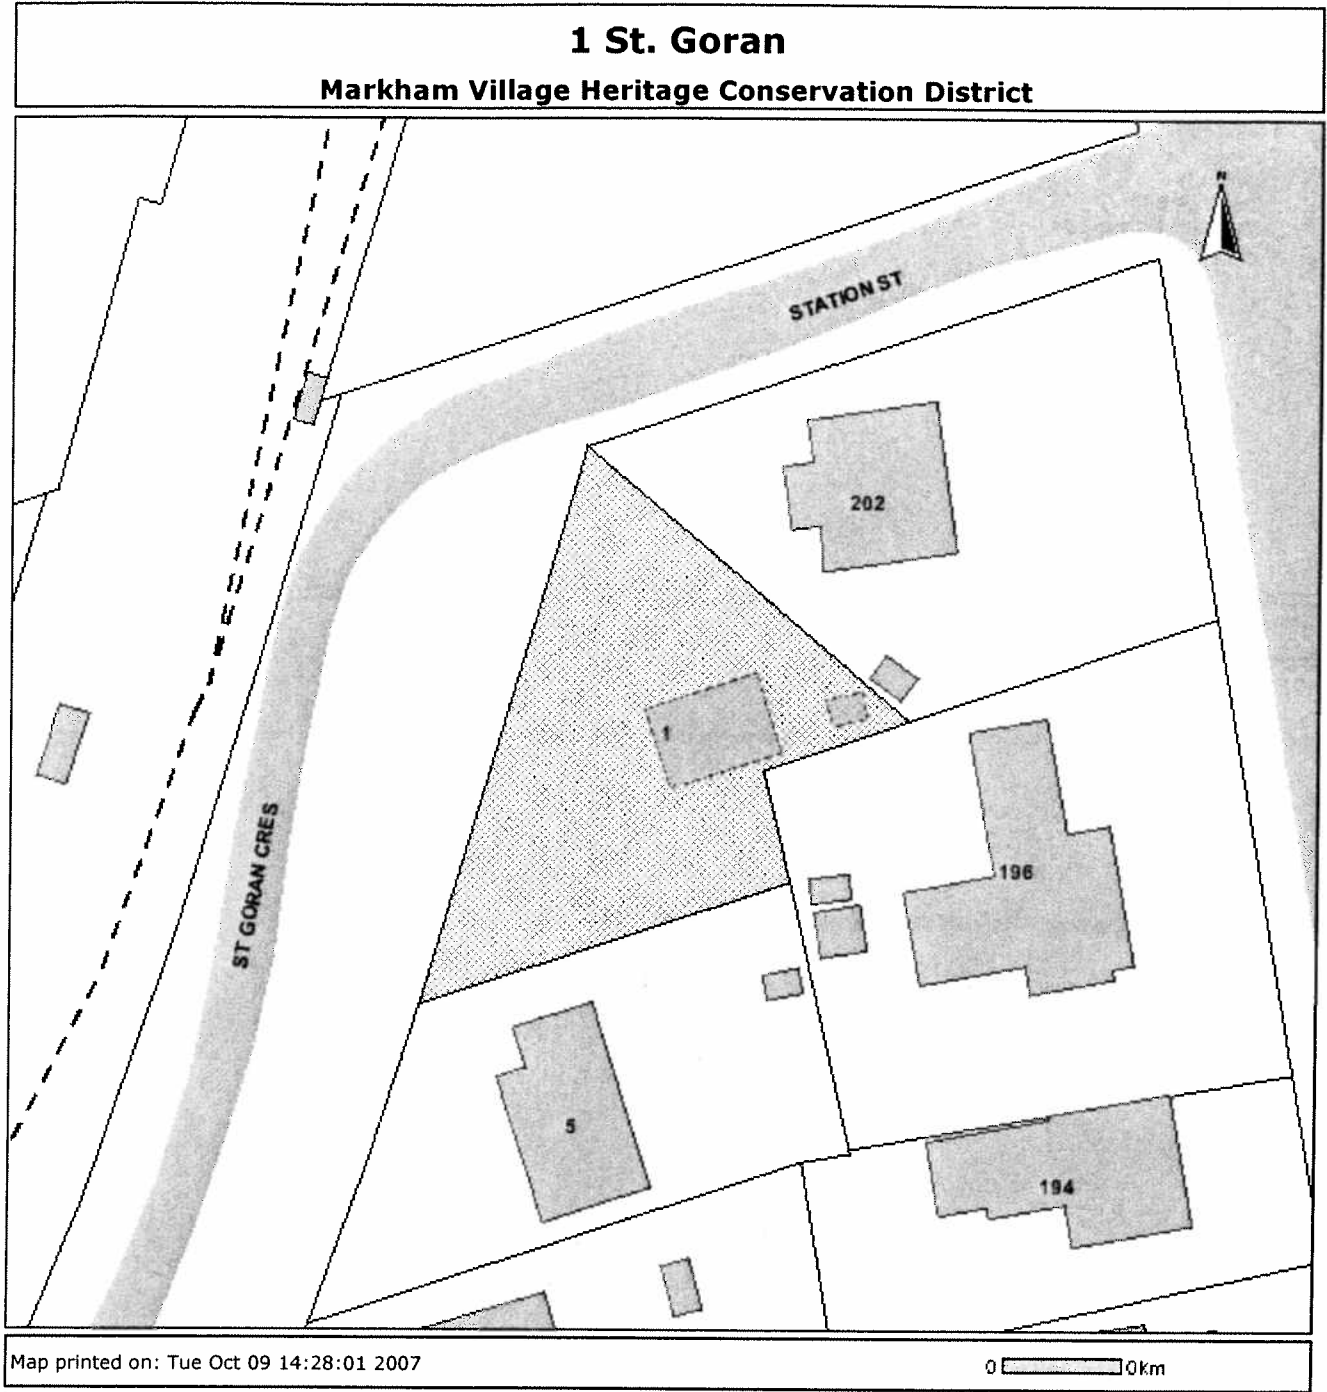 1 St. Goran
Markham Village Heritage Conservation District
N
STATION ST
202
1
196
ST GORAN CRES
5
194
Map printed on: Tue Oct 09 14:28:01 2007
0 0km